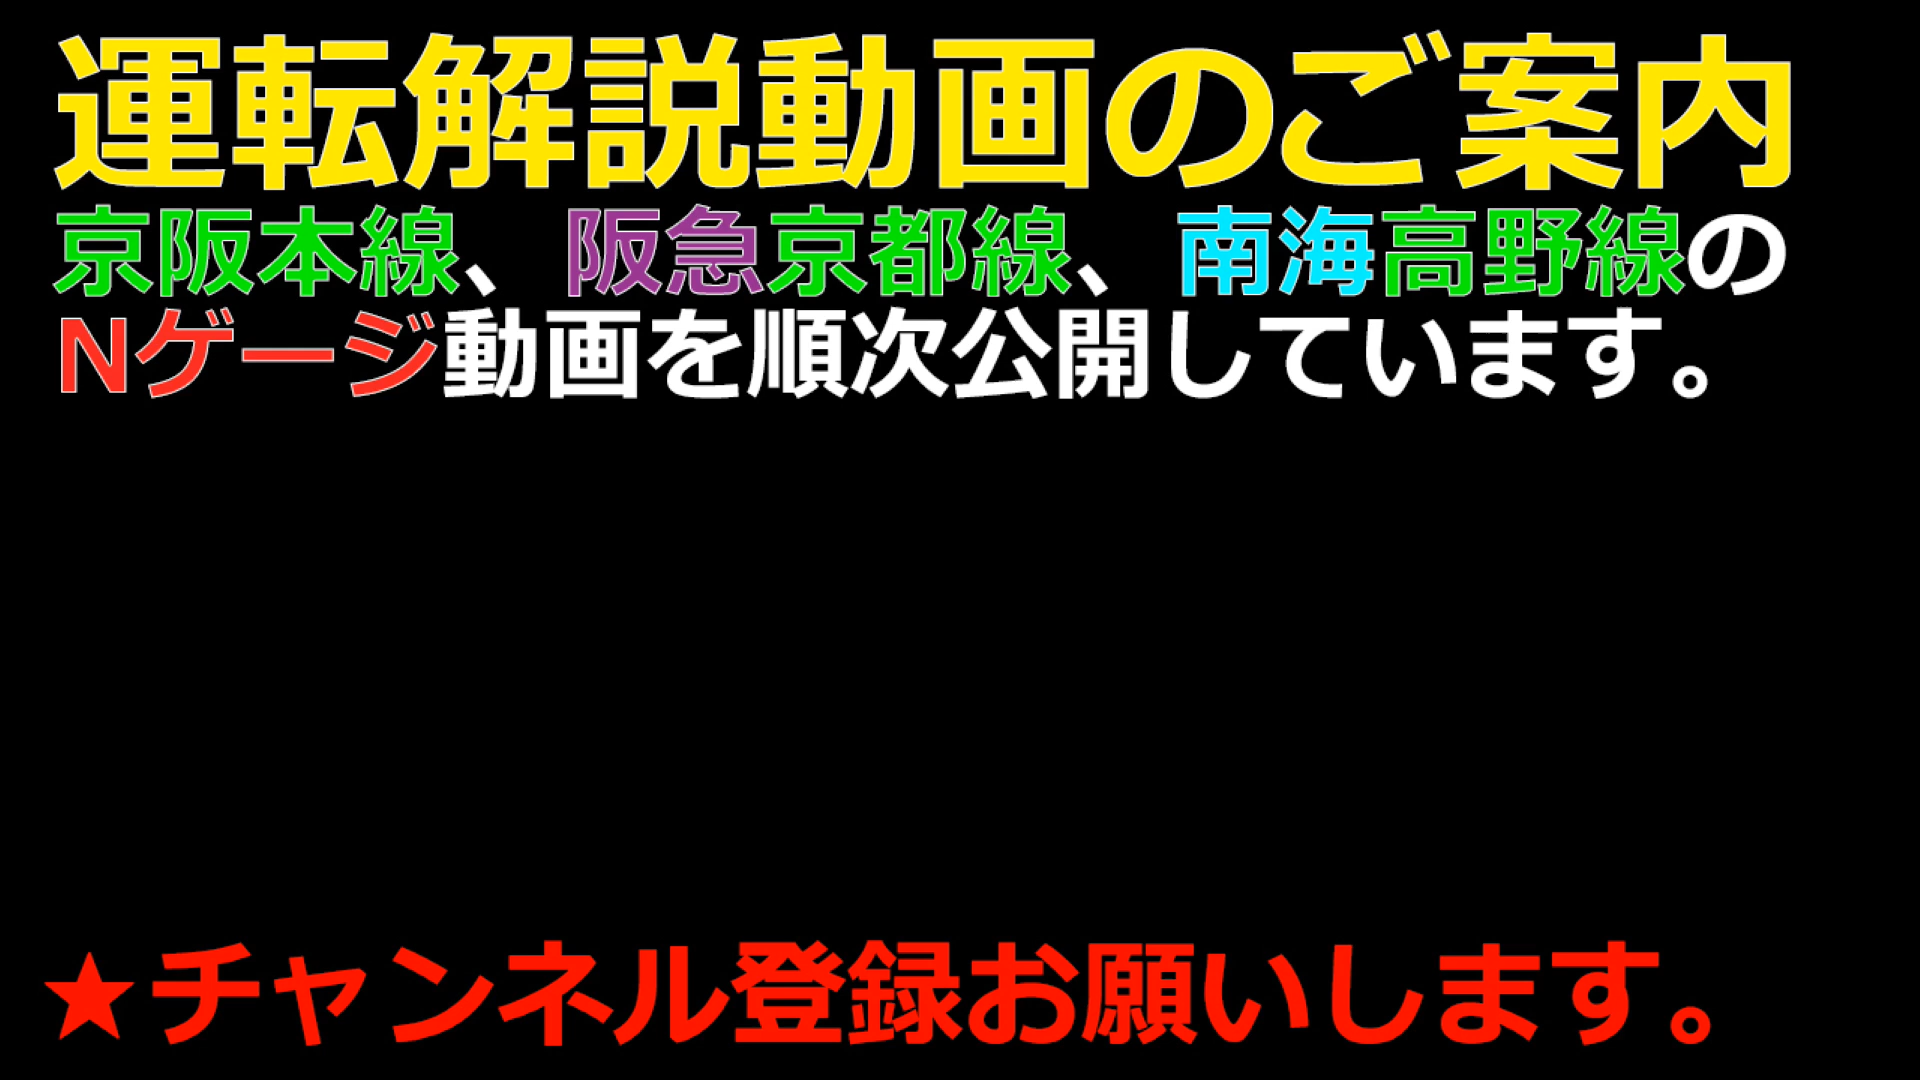 運転解説動画のご案内
京阪本線、阪急京都線、南海高野線の
Nゲージ動画を順次公開しています。
★チャンネル登録お願いします。